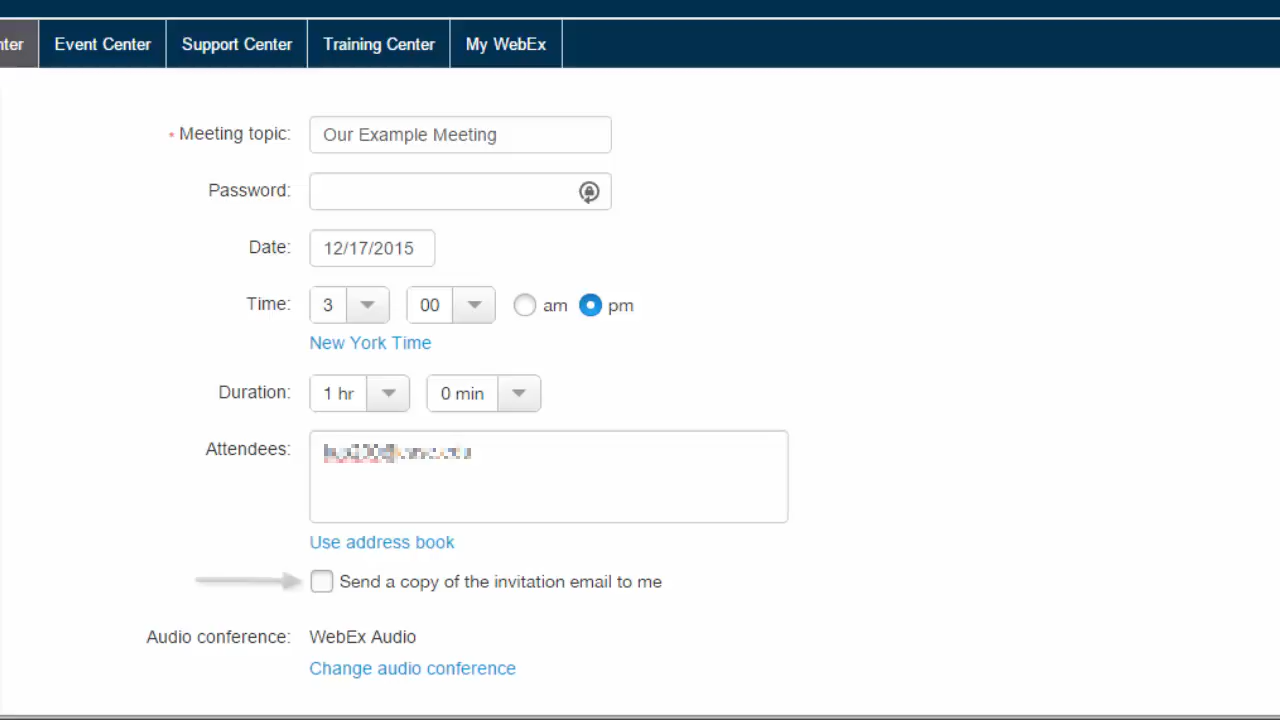 nter Event Center Support Center Training Center My WebEx
* Meeting topic: Our Example Meeting
Password:
Date: 12/17/2015
Time: 3 00 am pm
New York Time
Duration: 1 hr 0 min
Attendees:
Use address book
Send a copy of the invitation email to me
Audio conference: WebEx Audio
Change audio conference